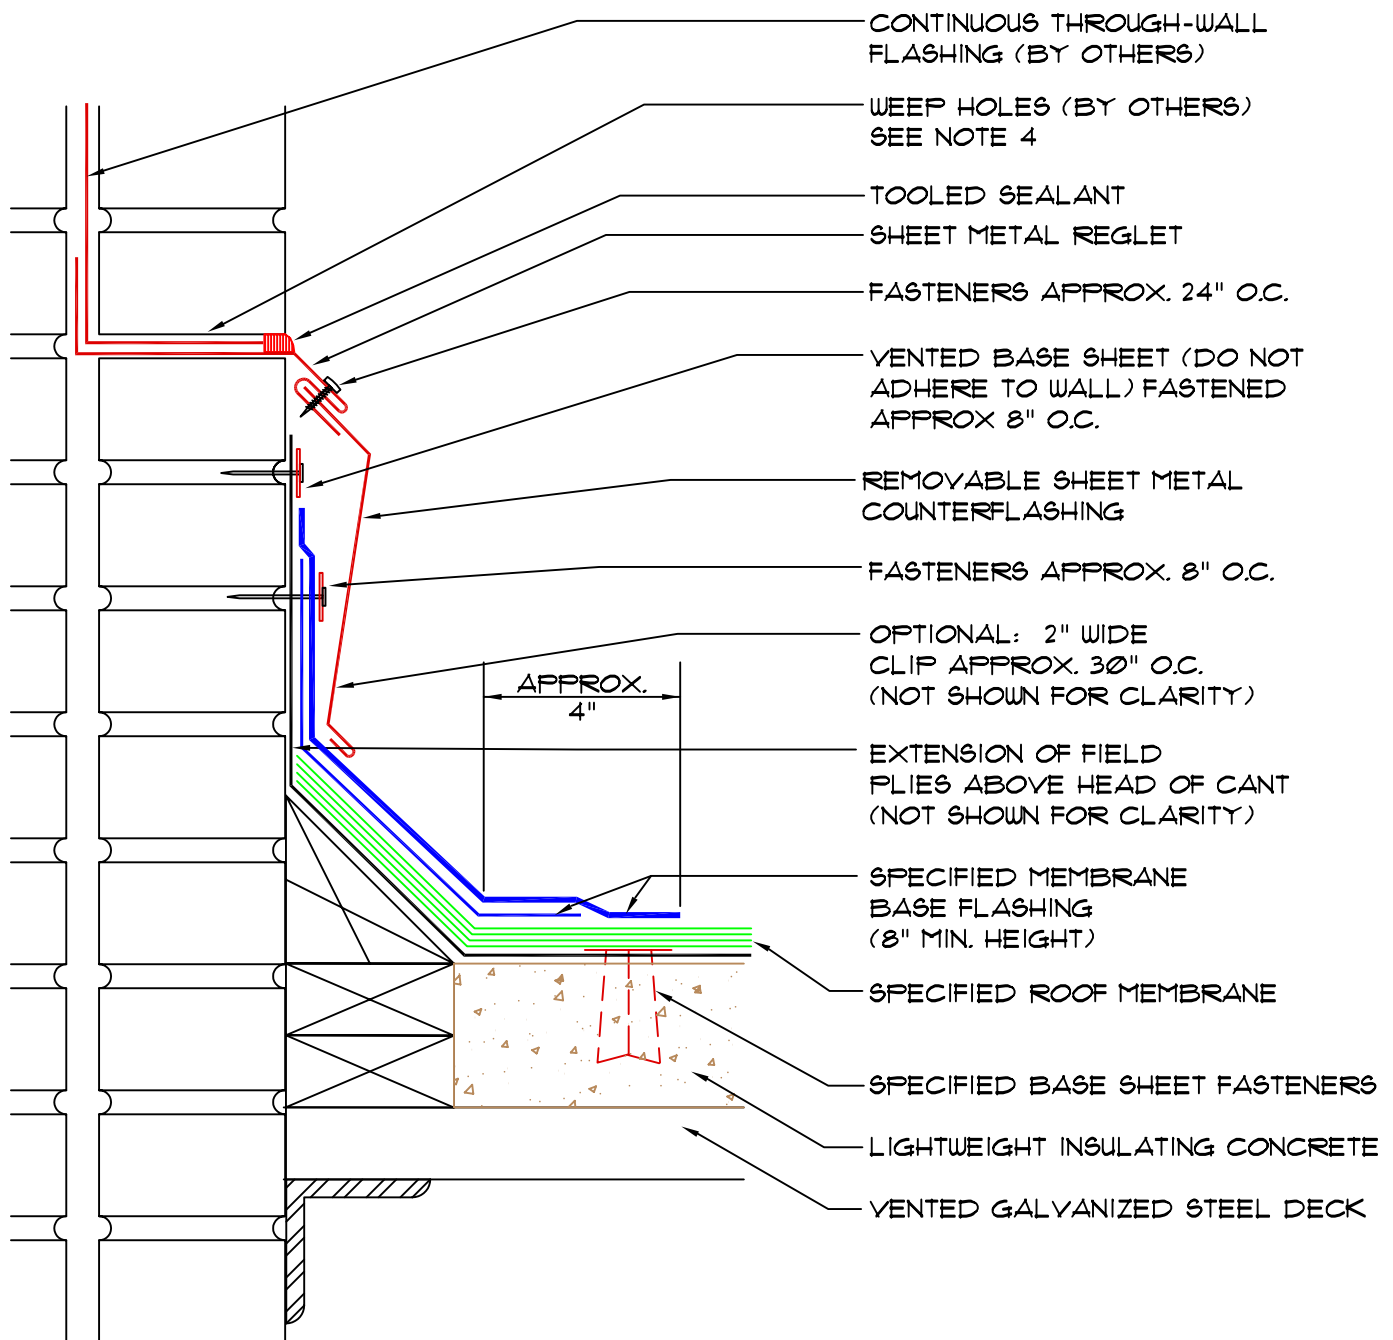 CONTINUOUS THROUGH-WALL
FLASHING (BY OTHERS)
WEEP HOLES (BY OTHERS)
SEE NOTE 4
TOOLED SEALANT
SHEET METAL REGLET
FASTENERS APPROX. 24" O.C.
VENTED BASE SHEET (DO NOT
ADHERE TO WALL) FASTENED
APPROX 8" O.C.
REMOVABLE SHEET METAL
COUNTERFLASHING
FASTENERS APPROX. 8" O.C.
OPTIONAL: 2" WIDE
CLIP APPROX. 30" O.C.
(NOT SHOWN FOR CLARITY)
APPROX.
4"
EXTENSION OF FIELD
PLIES ABOVE HEAD OF CANT
(NOT SHOWN FOR CLARITY)
SPECIFIED MEMBRANE
BASE FLASHING
(8" MIN. HEIGHT)
SPECIFIED ROOF MEMBRANE
SPECIFIED BASE SHEET FASTENERS
LIGHTWEIGHT INSULATING CONCRETE
VENTED GALVANIZED STEEL DECK